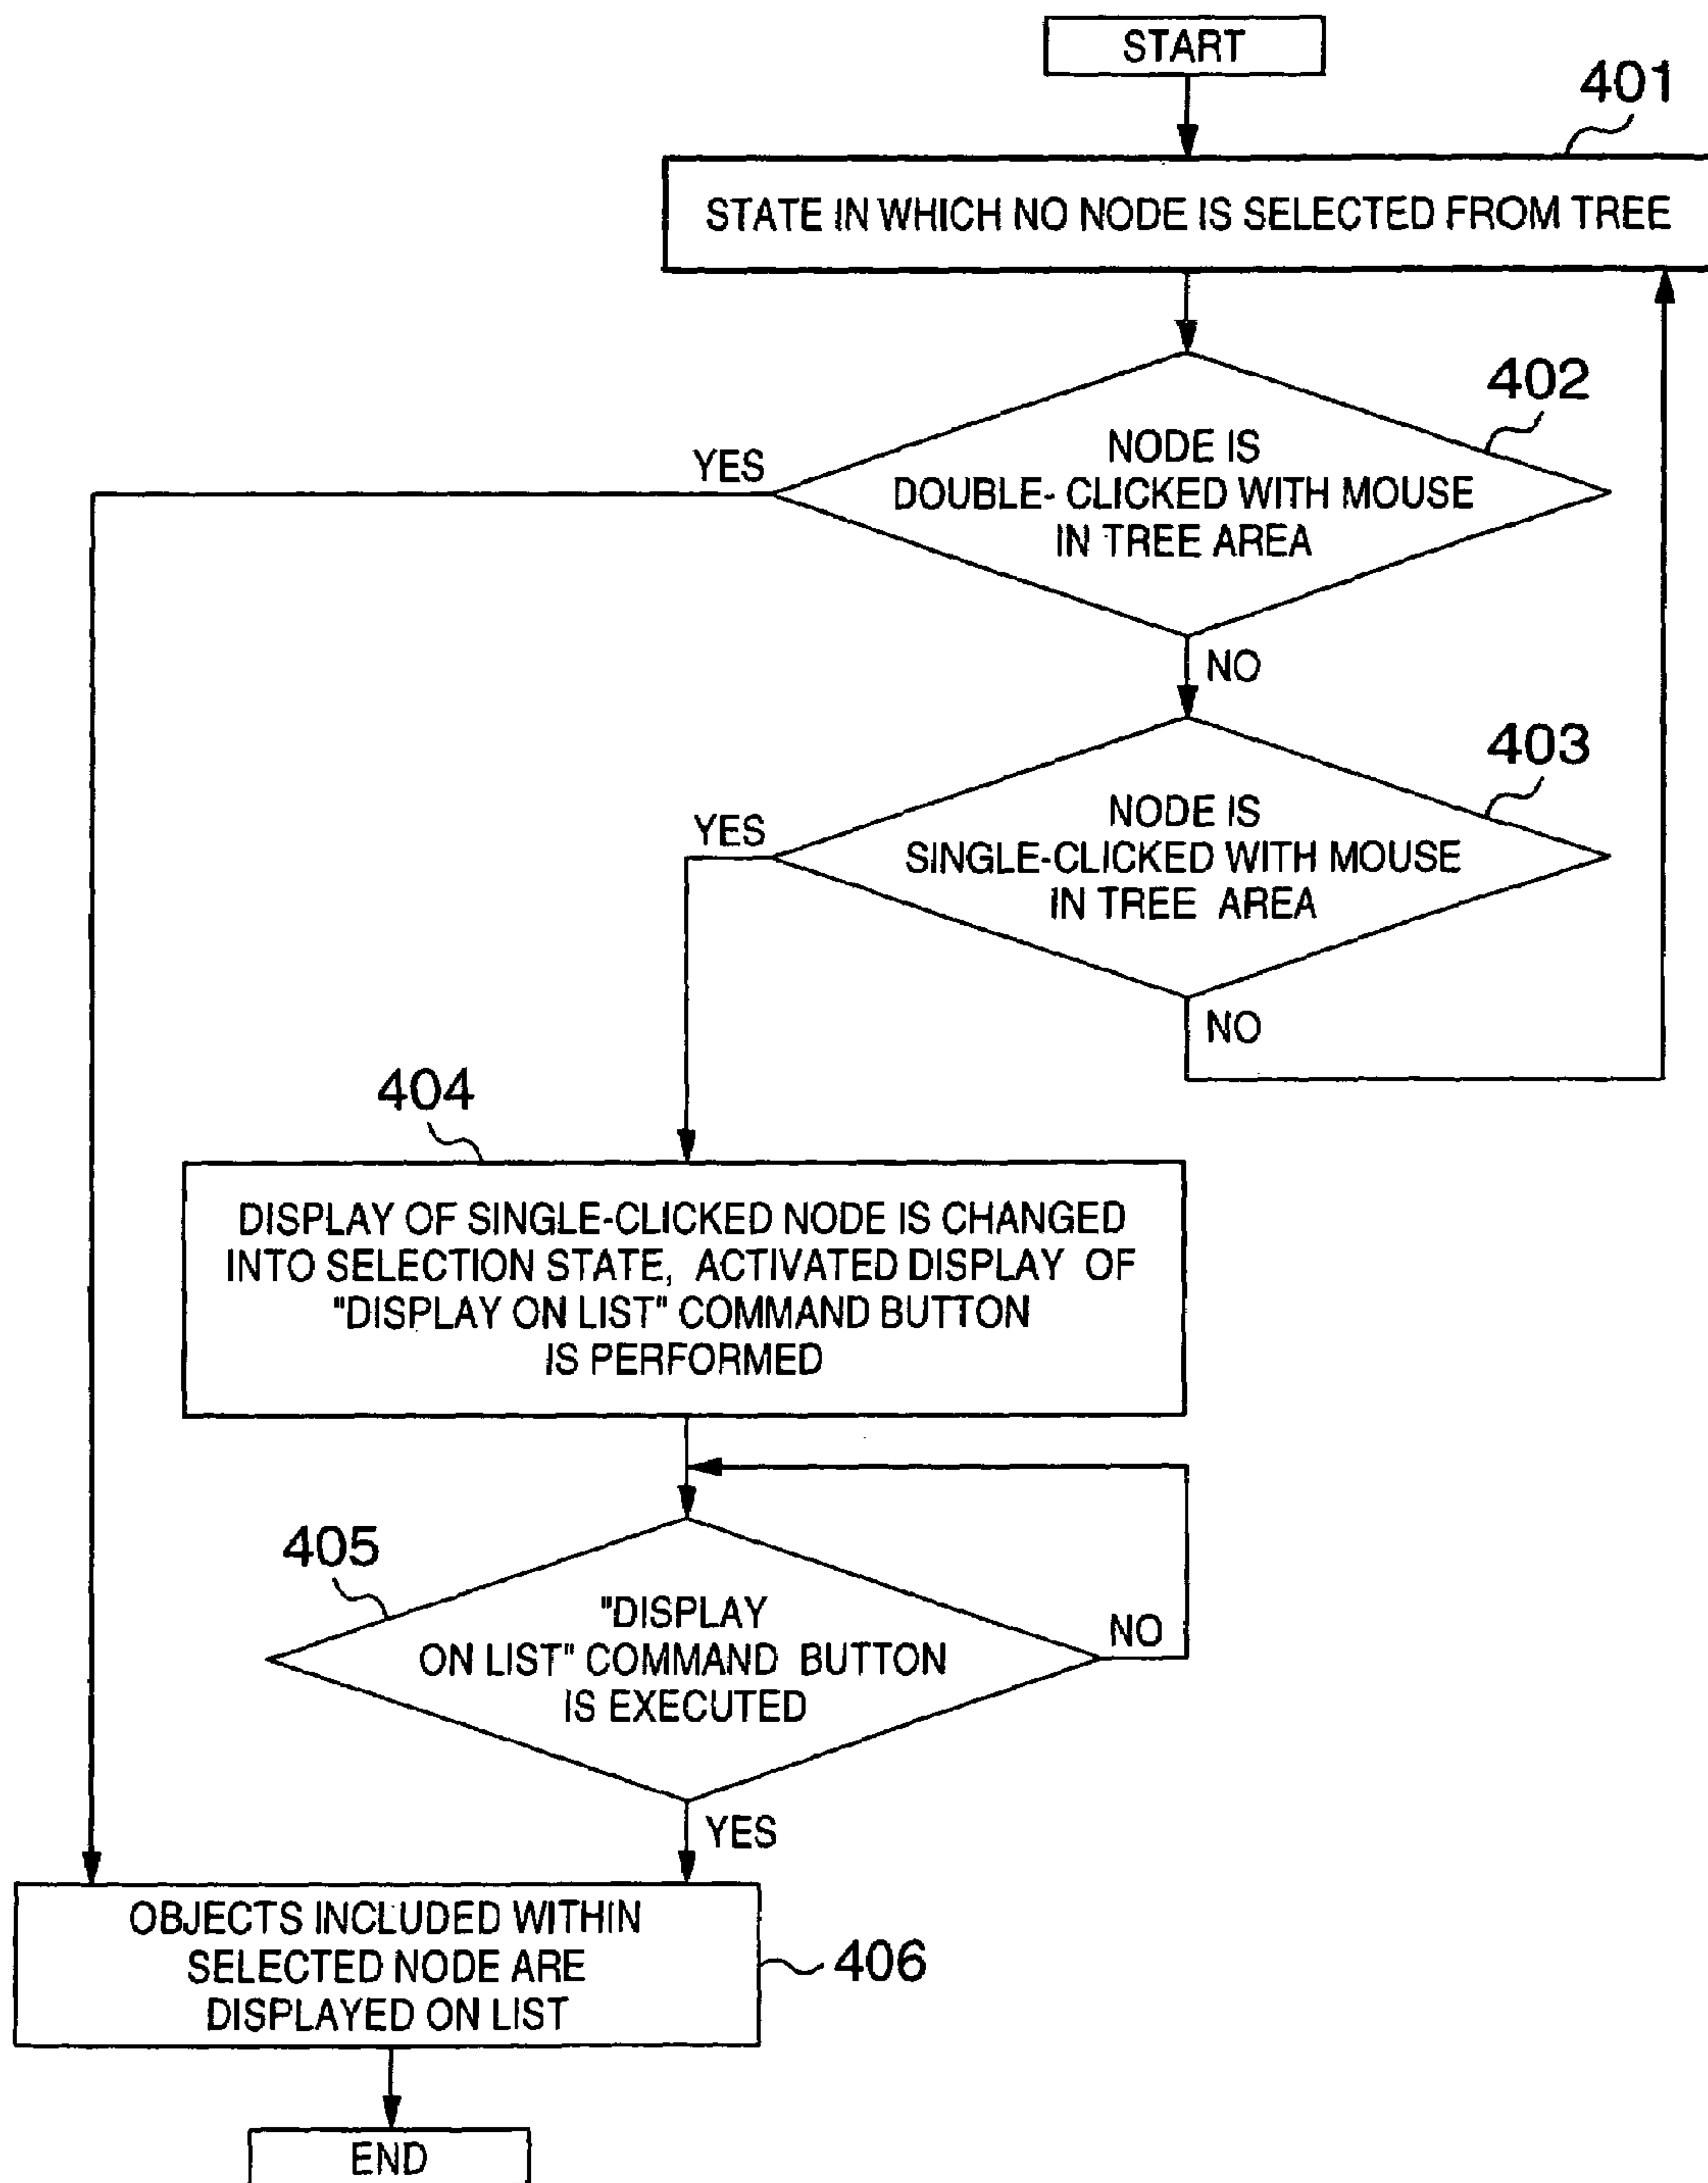 START
401
STATE IN WHICH NO NODE IS SELECTED FROM TREE
402
NODE IS
DOUBLE- CLICKED WITH MOUSE
IN TREE AREA
YES
NO
403
NODE IS
SINGLE-CLICKED WITH MOUSE
IN TREE AREA
YES
NO
404
DISPLAY OF SINGLE-CLICKED NODE IS CHANGED
INTO SELECTION STATE, ACTIVATED DISPLAY OF
"DISPLAY ON LIST" COMMAND BUTTON
IS PERFORMED
405
"DISPLAY
ON LIST" COMMAND BUTTON
IS EXECUTED
NO
YES
OBJECTS INCLUDED WITHIN
SELECTED NODE ARE
DISPLAYED ON LIST
406
END